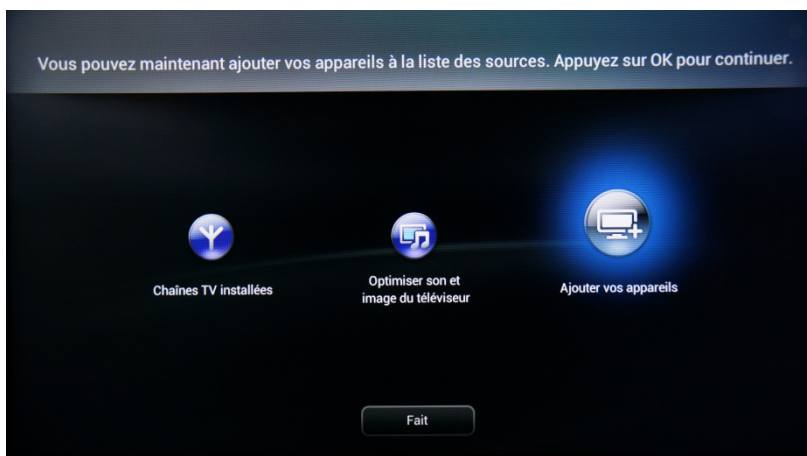 Vous pouvez maintenant ajouter vos appareils à la liste des sources. Appuyez sur OK pour continuer.
Chaînes TV installées
Optimiser son et
image du téléviseur
Ajouter vos appareils
Fait